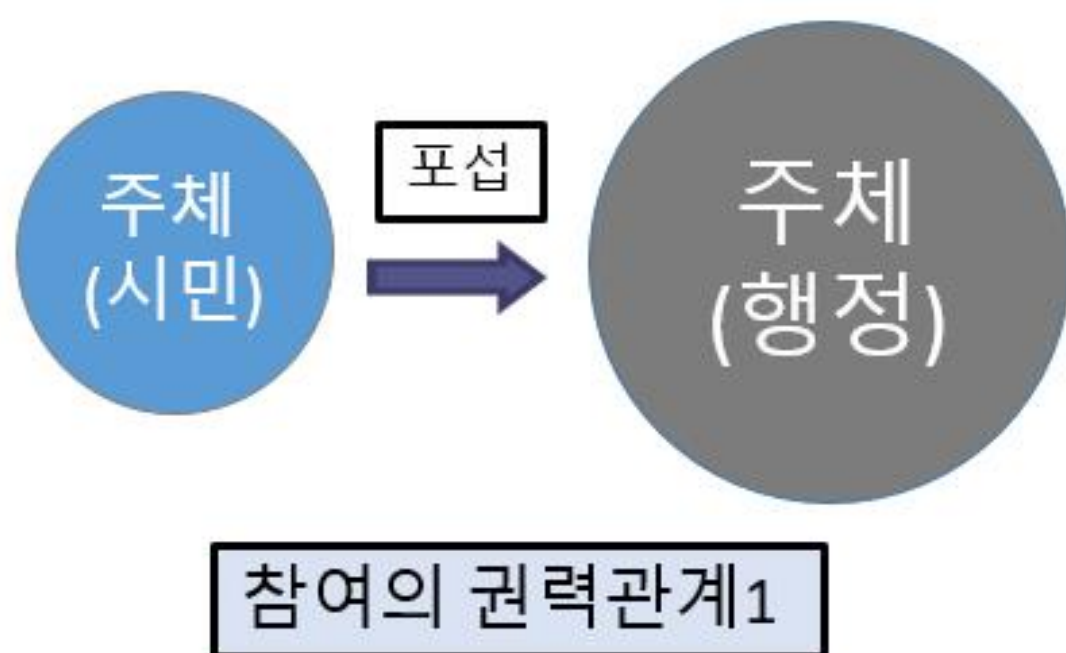 주체
(시민)
포섭
주체
(행정)
참여의 권력관계1